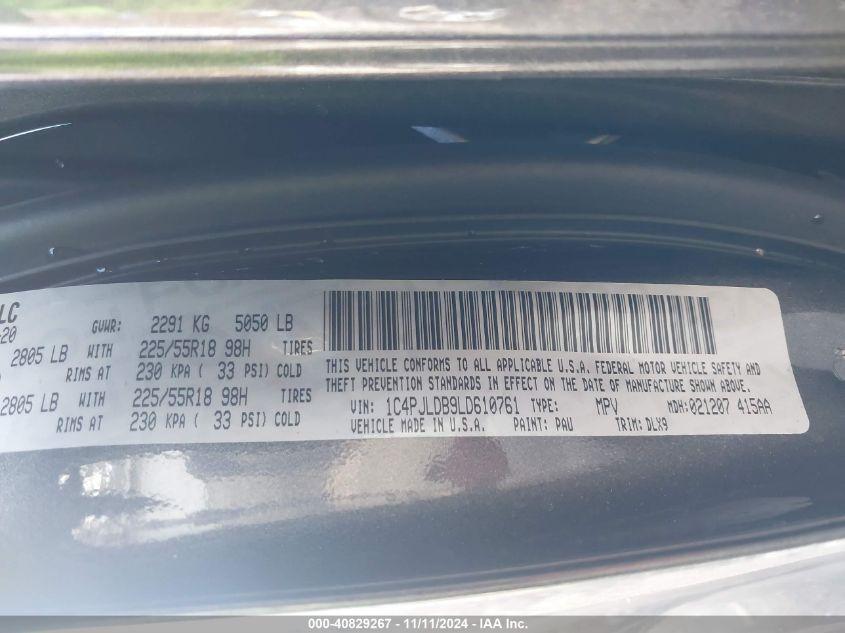 LC
-20
GVWR: 2291 KG 5050 LB
2805 LB WITH 225/55R18 98H TIRES
RIMS AT 230 KPA ( 33 PSI) COLD
2805 LB WITH 225/55R18 98H TIRES
RIMS AT 230 KPA ( 33 PSI) COLD
THIS VEHICLE CONFORMS TO ALL APPLICABLE U.S.A. FEDERAL MOTOR VEHICLE SAFETY AND
THEFT PREVENTION STANDARDS IN EFFECT ON THE DATE OF MANUFACTURE SHOWN ABOVE.
VIN: 1C4PJLDB9LD610761 TYPE: MPV MDH: 021207 415AA
VEHICLE MADE IN U.S.A. PAINT: PAU TRIM: DLX9
000-40829267 - 11/11/2024 - IAA Inc.